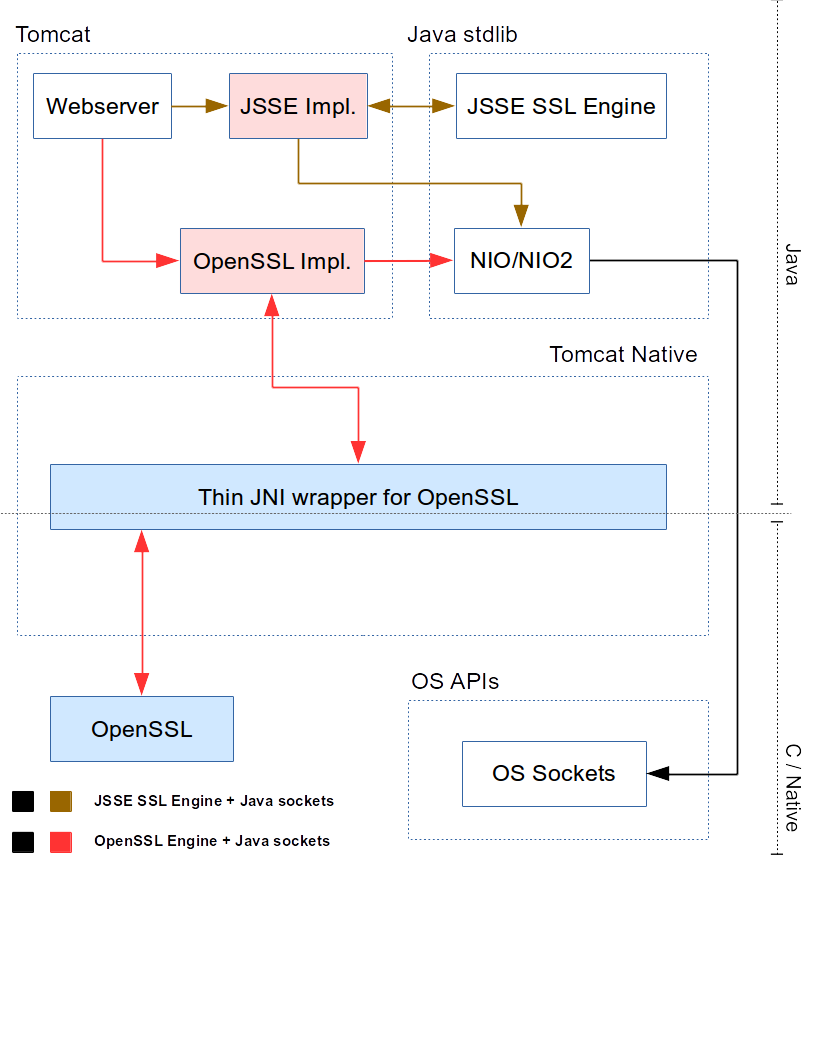 Tomcat
Java stdlib
Webserver
JSSE Impl.
JSSE SSL Engine
OpenSSL Impl.
NIO/NIO2
Java
Tomcat Native
Thin JNI wrapper for OpenSSL
OS APIs
OpenSSL
OS Sockets
C / Native
JSSE SSL Engine + Java sockets
OpenSSL Engine + Java sockets